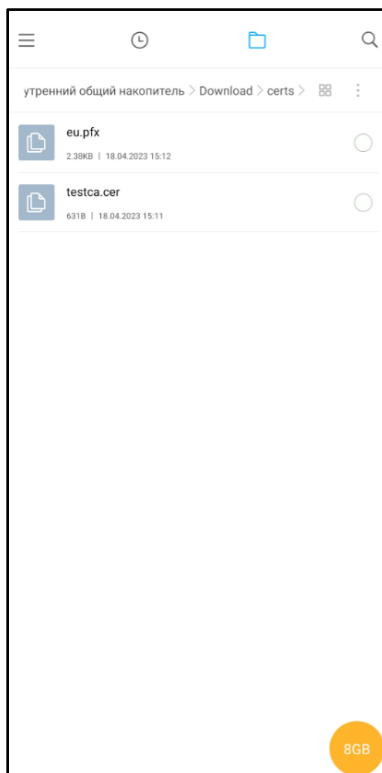 утренний общий накопитель > Download > certs >
eu.pfx
2.38KB | 18.04.2023 15:12
testca.cer
631B | 18.04.2023 15:11
8GB